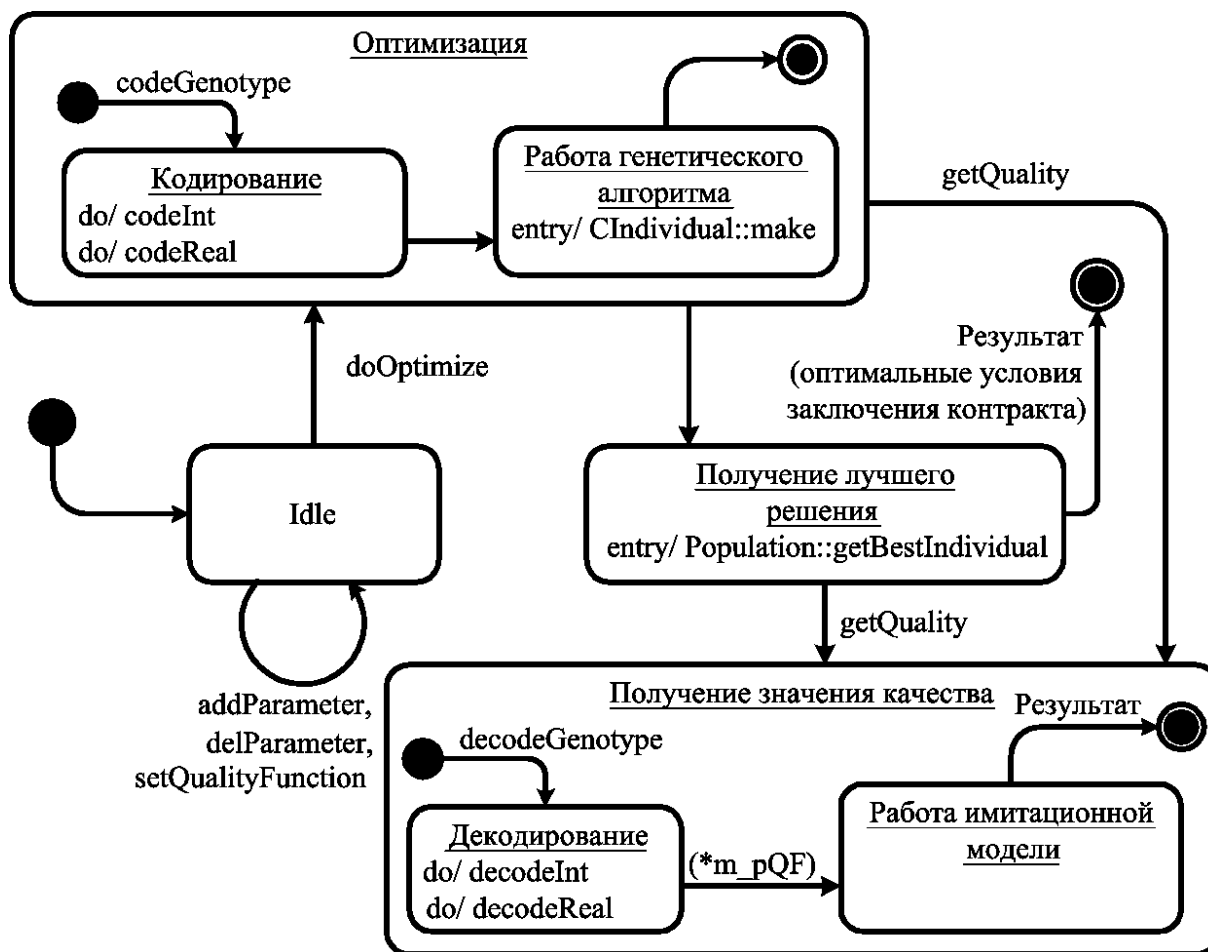 Оптимизация
codeGenotype
Кодирование
do/ codeInt
do/ codeReal
Работа генетического
алгоритма
entry/ CIndividual::make
getQuality
doOptimize
Результат
(оптимальные условия
заключения контракта)
Idle
Получение лучшего
решения
entry/ Population::getBestIndividual
getQuality
addParameter,
delParameter,
setQualityFunction
Получение значения качества
decodeGenotype
Результат
Декодирование
do/ decodeInt
do/ decodeReal
(*m_pQF)
Работа имитационной
модели